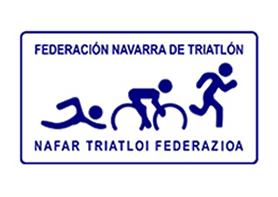 FEDERACIÓN NAVARRA DE TRIATLÓN
NAFAR TRIATLOI FEDERAZIOA